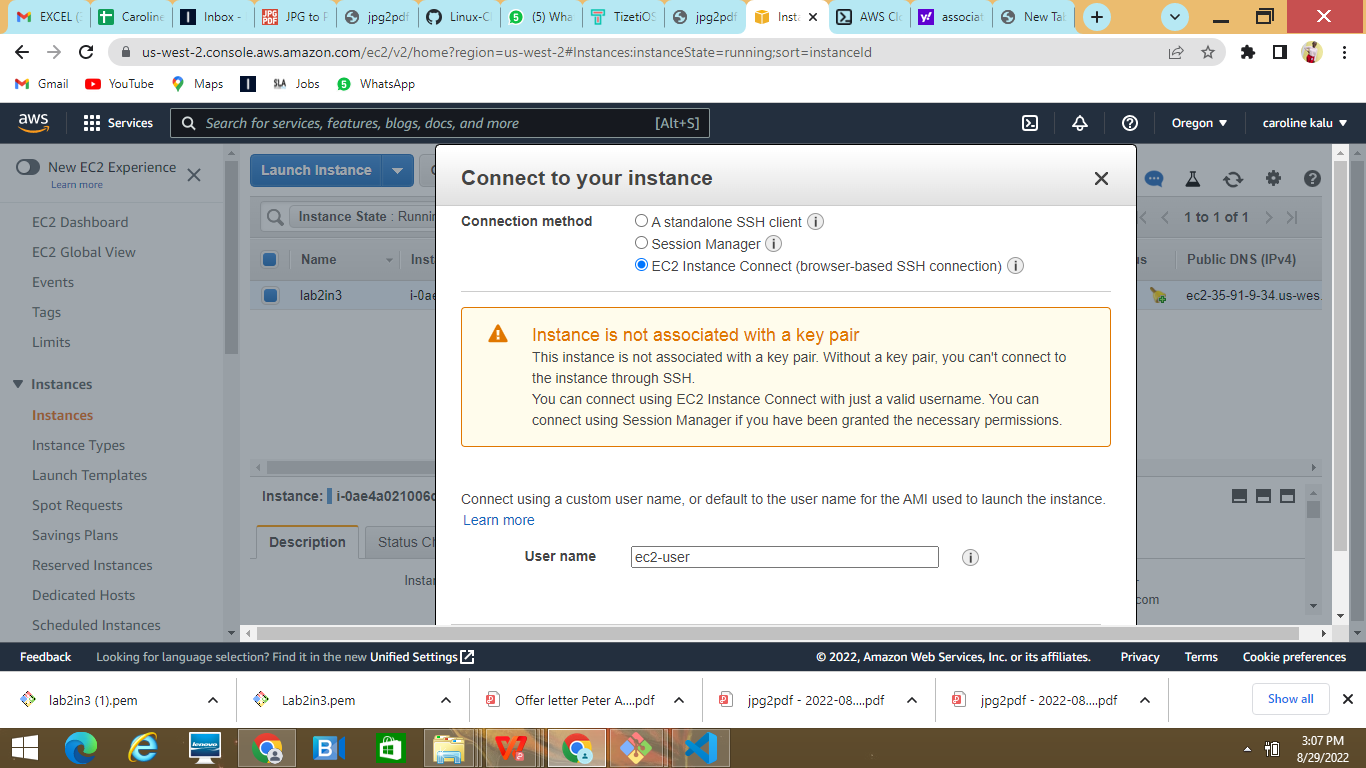 EXCEL (
Caroline
Inbox -
JPG to P
jpg2pdf
Linux-Cl
(5) Wha
TizetiOS
jpg2pdf
Insta
AWS Clo
associat
New Tab
us-west-2.console.aws.amazon.com/ec2/v2/home?region=us-west-2#Instances:instanceState=running;sort=instanceId
Gmail YouTube Maps SLA Jobs 5 WhatsApp
aws Services Search for services, features, blogs, docs, and more [Alt+S] Oregon caroline kalu
New EC2 Experience
Learn more
EC2 Dashboard
EC2 Global View
Events
Tags
Limits
Instances
Instances
Instance Types
Launch Templates
Spot Requests
Savings Plans
Reserved Instances
Dedicated Hosts
Scheduled Instances
Launch Instance
Instance State : Runnin
1 to 1 of 1
Name Inst us Public DNS (IPv4)
lab2in3 i-0ae ec2-35-91-9-34.us-wes
Instance: i-0ae4a021006c
Description Status Ch
Instan
com
Connect to your instance
Connection method
A standalone SSH client
Session Manager
EC2 Instance Connect (browser-based SSH connection)
Instance is not associated with a key pair
This instance is not associated with a key pair. Without a key pair, you can't connect to
the instance through SSH.
You can connect using EC2 Instance Connect with just a valid username. You can
connect using Session Manager if you have been granted the necessary permissions.
Connect using a custom user name, or default to the user name for the AMI used to launch the instance.
Learn more
User name ec2-user
Feedback Looking for language selection? Find it in the new Unified Settings © 2022, Amazon Web Services, Inc. or its affiliates. Privacy Terms Cookie preferences
lab2in3 (1).pem
Lab2in3.pem
Offer letter Peter A....pdf
jpg2pdf - 2022-08....pdf
jpg2pdf - 2022-08....pdf
Show all
lenovo
3:07 PM
8/29/2022